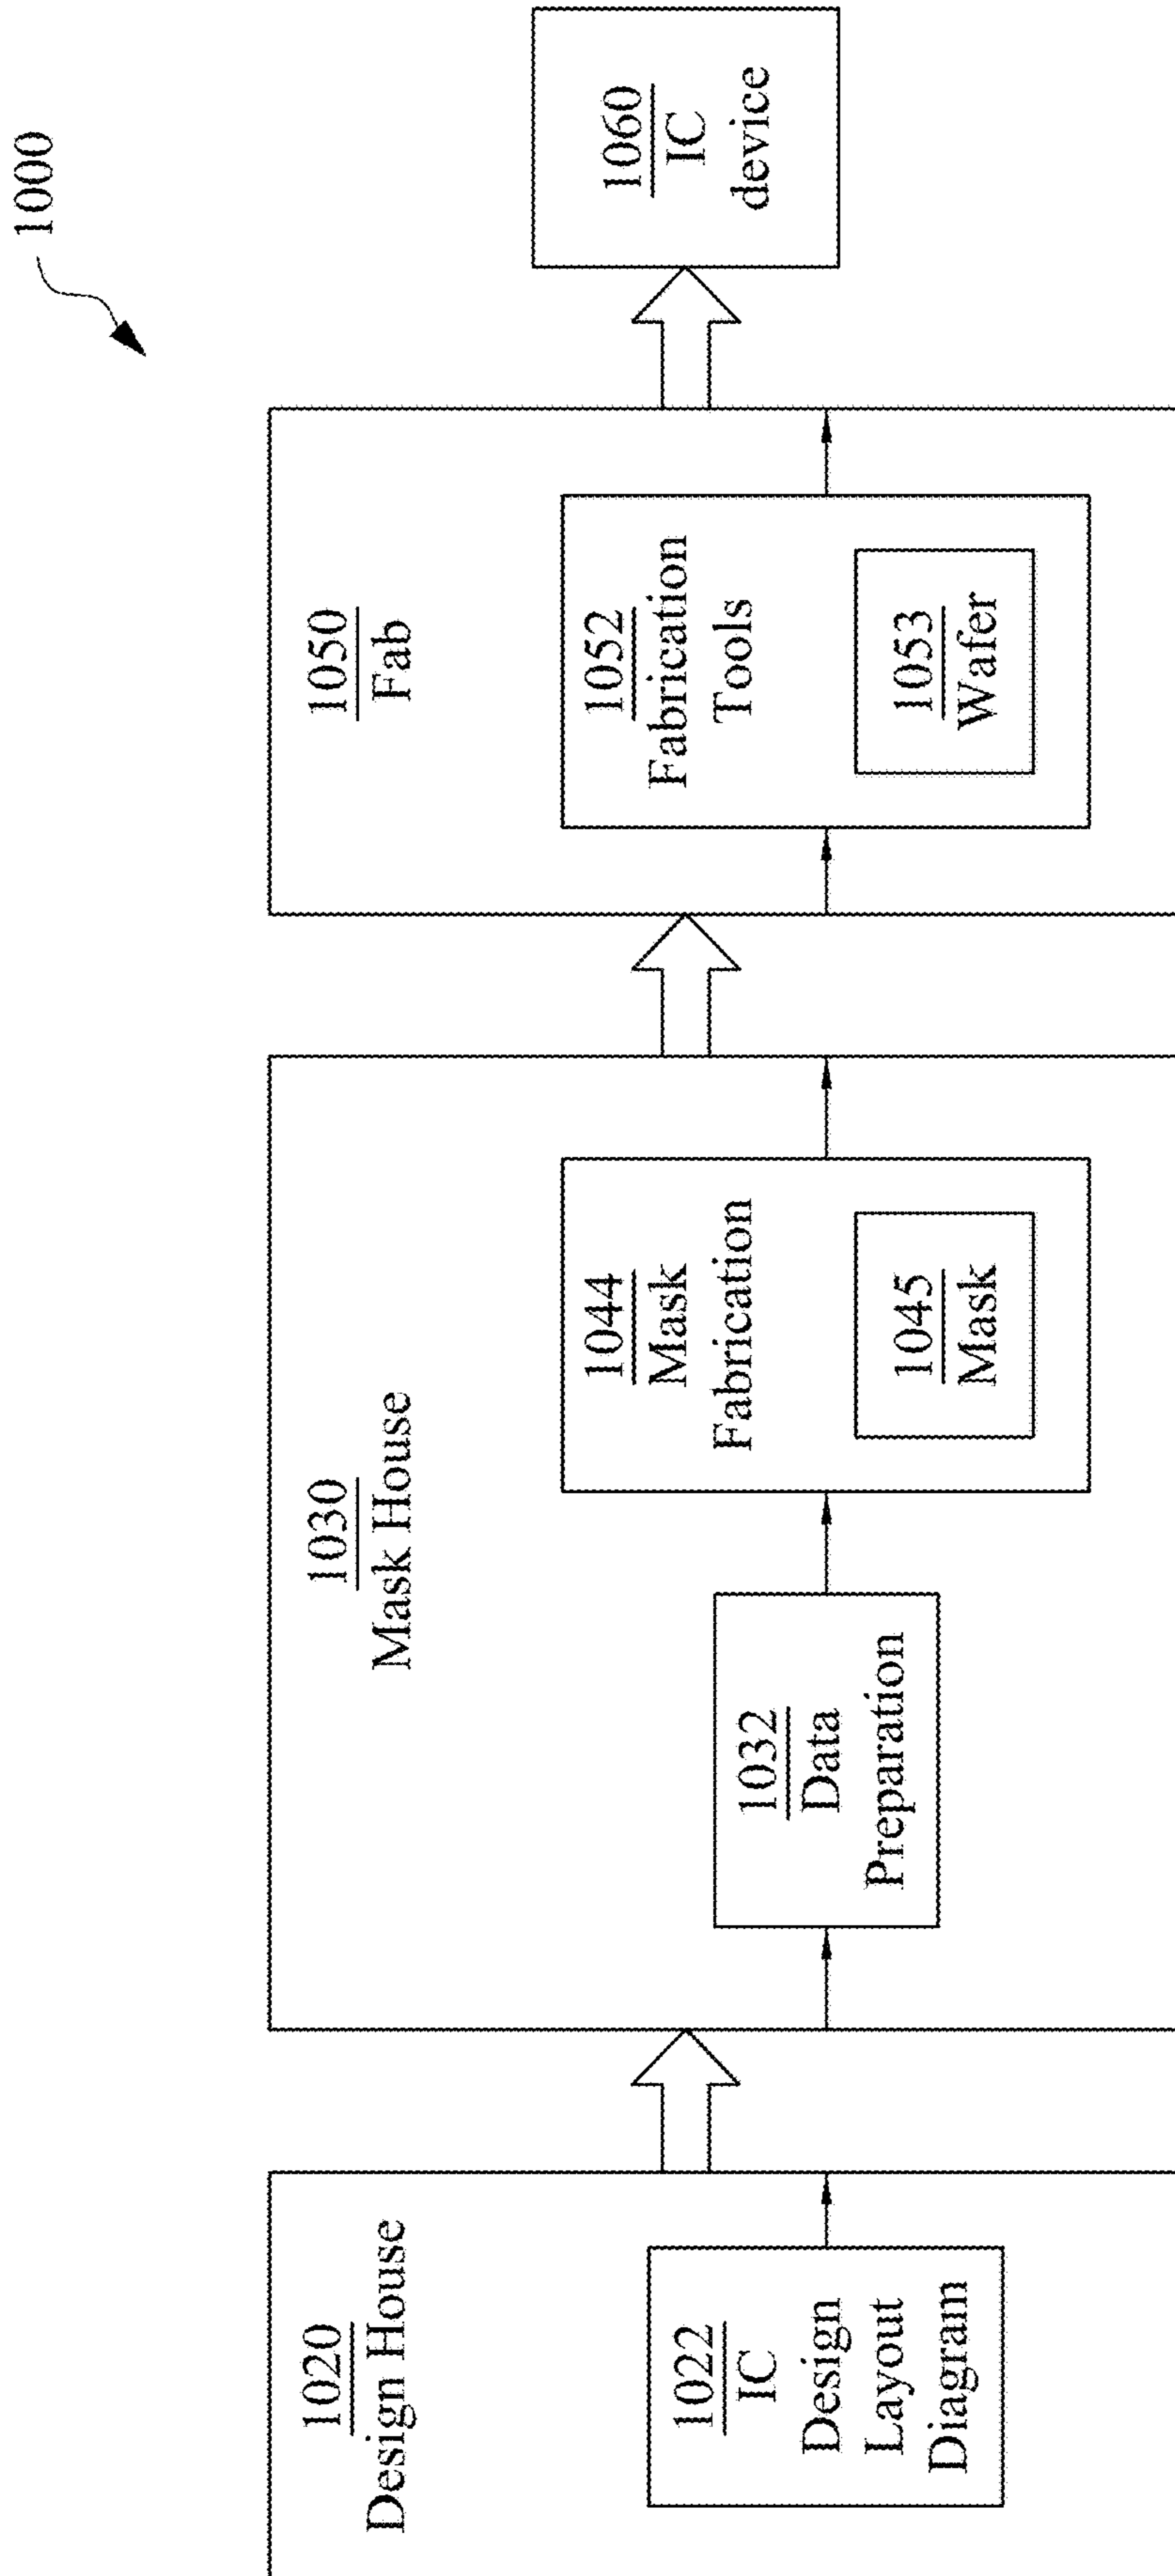 1000
1020
Design House
1022
IC
Design
Layout
Diagram
1030
Mask House
1032
Data
Preparation
1044
Mask
Fabrication
1045
Mask
1050
Fab
1052
Fabrication
Tools
1053
Wafer
1060
IC
device